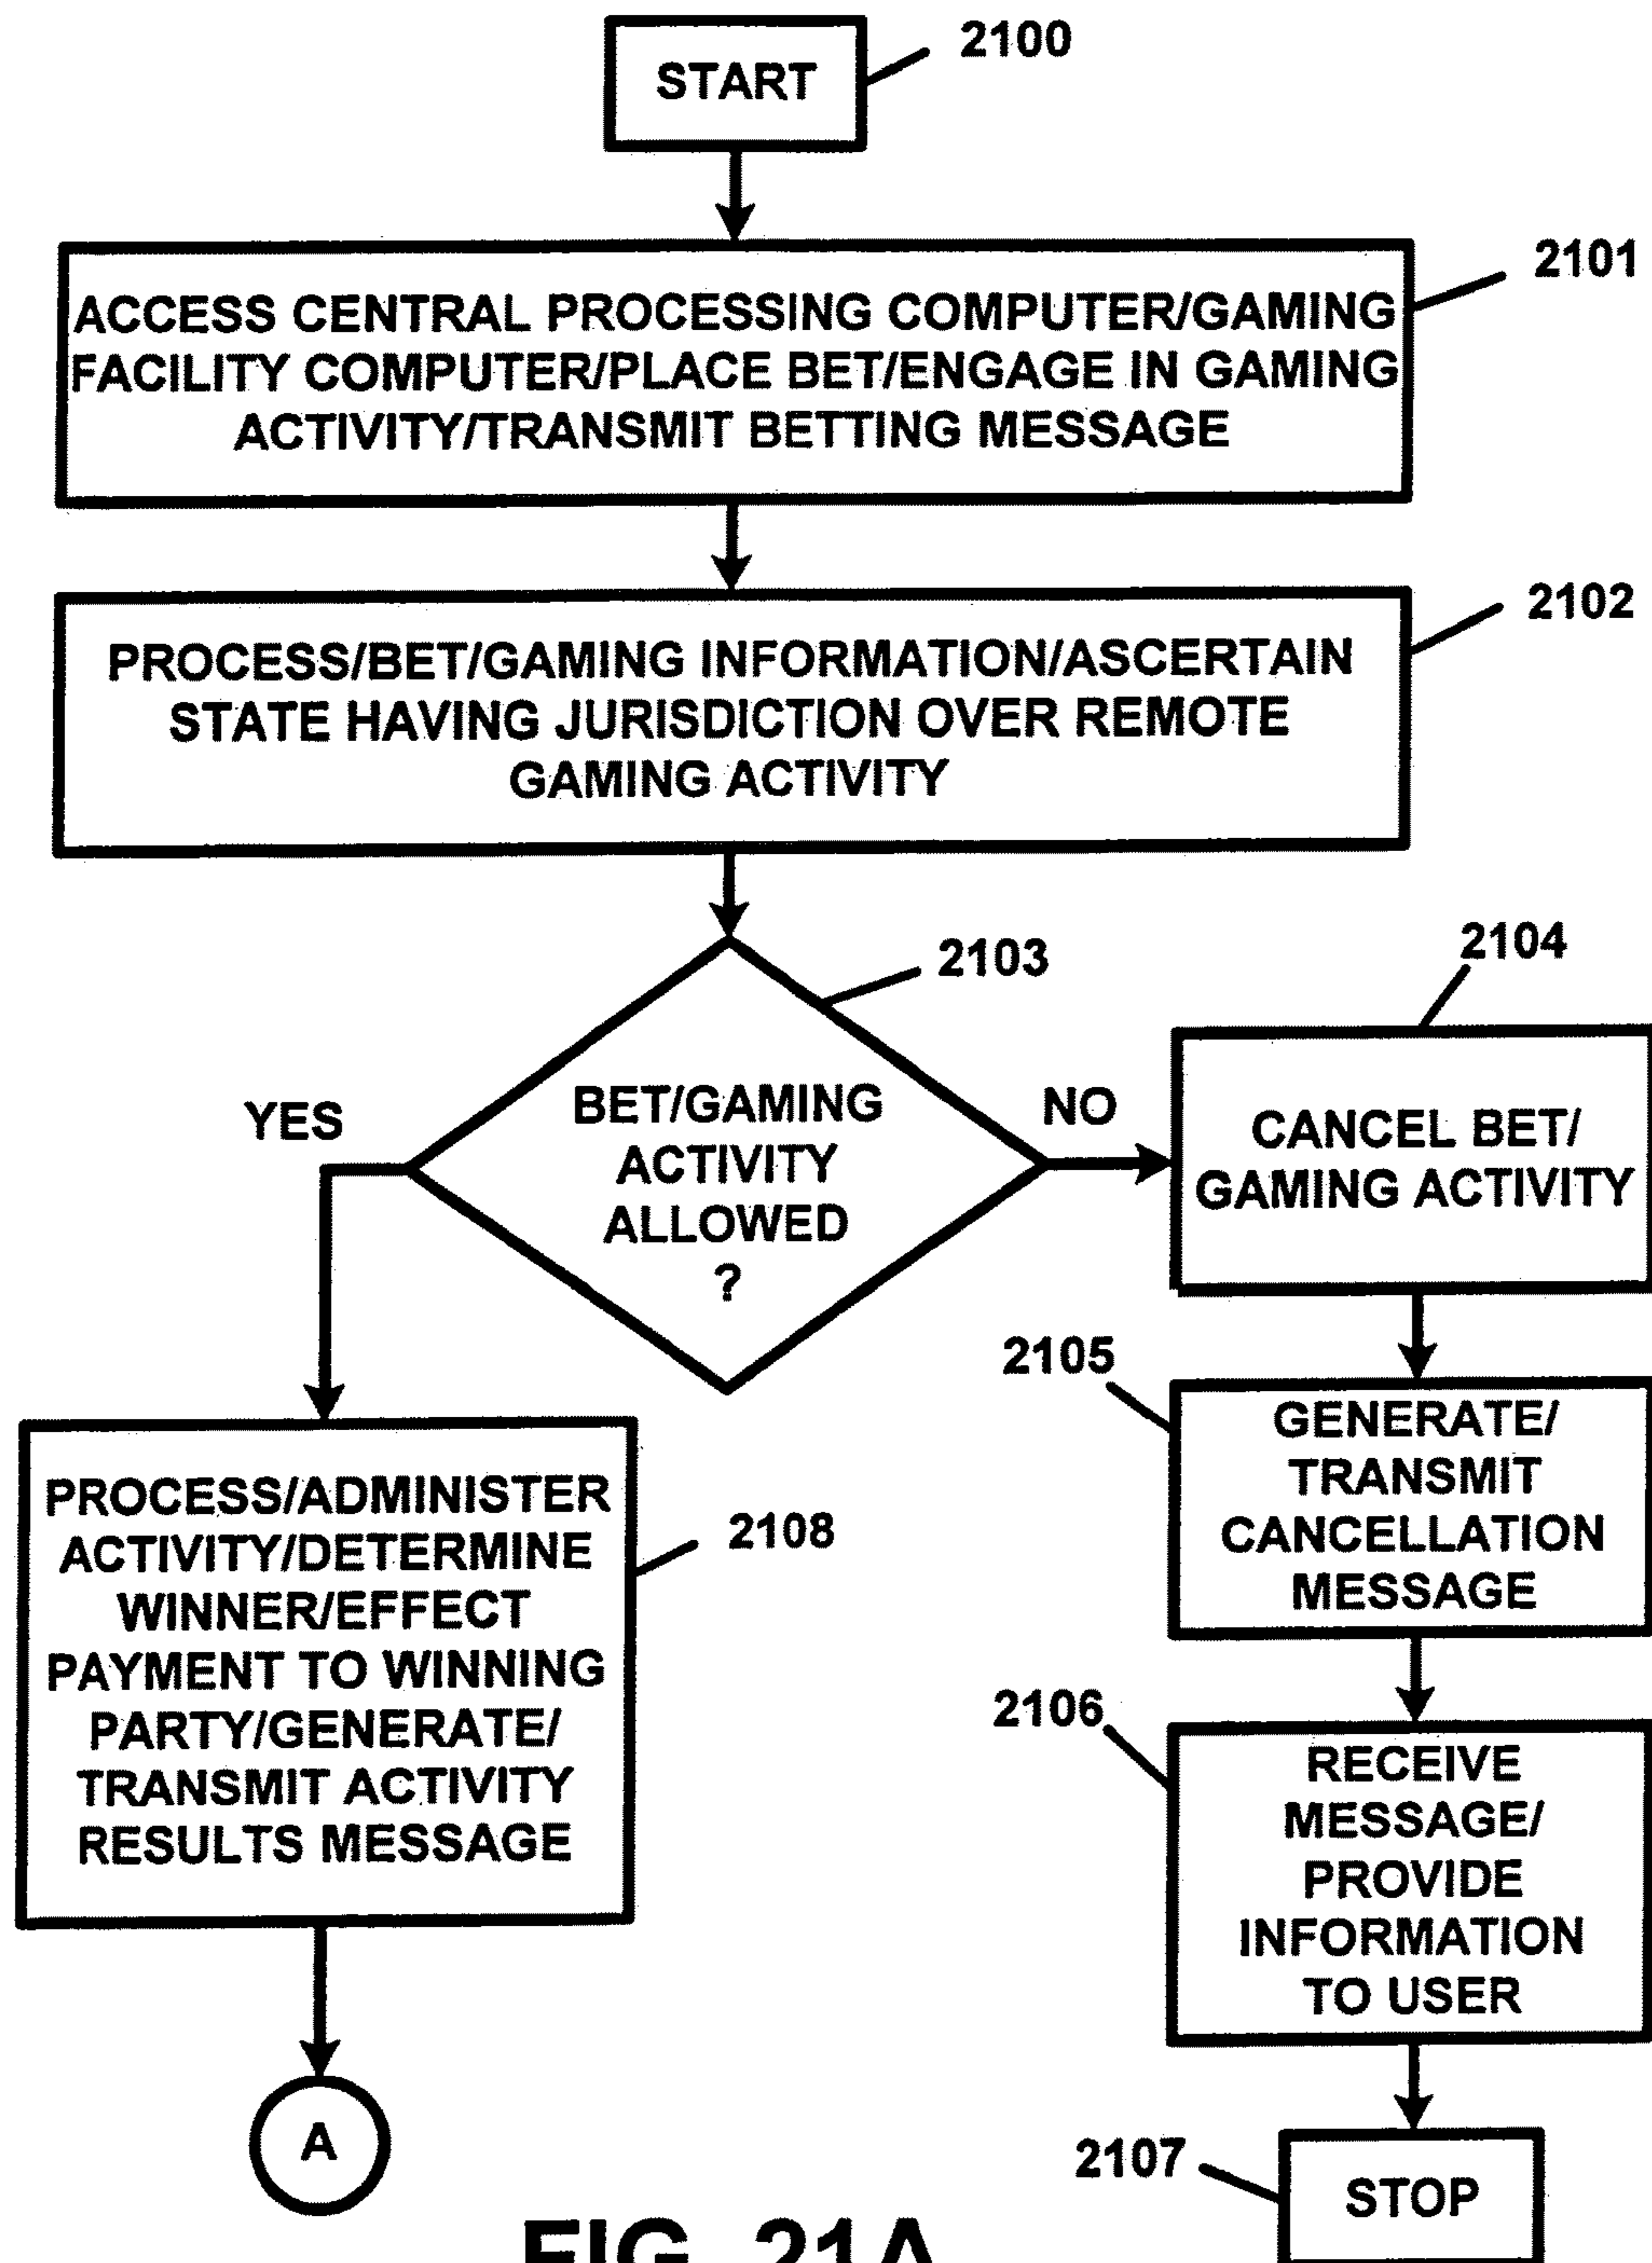 2100
START
2101
ACCESS CENTRAL PROCESSING COMPUTER/GAMING
FACILITY COMPUTER/PLACE BET/ENGAGE IN GAMING
ACTIVITY/TRANSMIT BETTING MESSAGE
2102
PROCESS/BET/GAMING INFORMATION/ASCERTAIN
STATE HAVING JURISDICTION OVER REMOTE
GAMING ACTIVITY
2103
BET/GAMING
ACTIVITY
ALLOWED
?
YES
NO
2104
CANCEL BET/
GAMING ACTIVITY
2105
GENERATE/
TRANSMIT
CANCELLATION
MESSAGE
2106
RECEIVE
MESSAGE/
PROVIDE
INFORMATION
TO USER
2107
STOP
2108
PROCESS/ADMINISTER
ACTIVITY/DETERMINE
WINNER/EFFECT
PAYMENT TO WINNING
PARTY/GENERATE/
TRANSMIT ACTIVITY
RESULTS MESSAGE
A
FIG. 21A